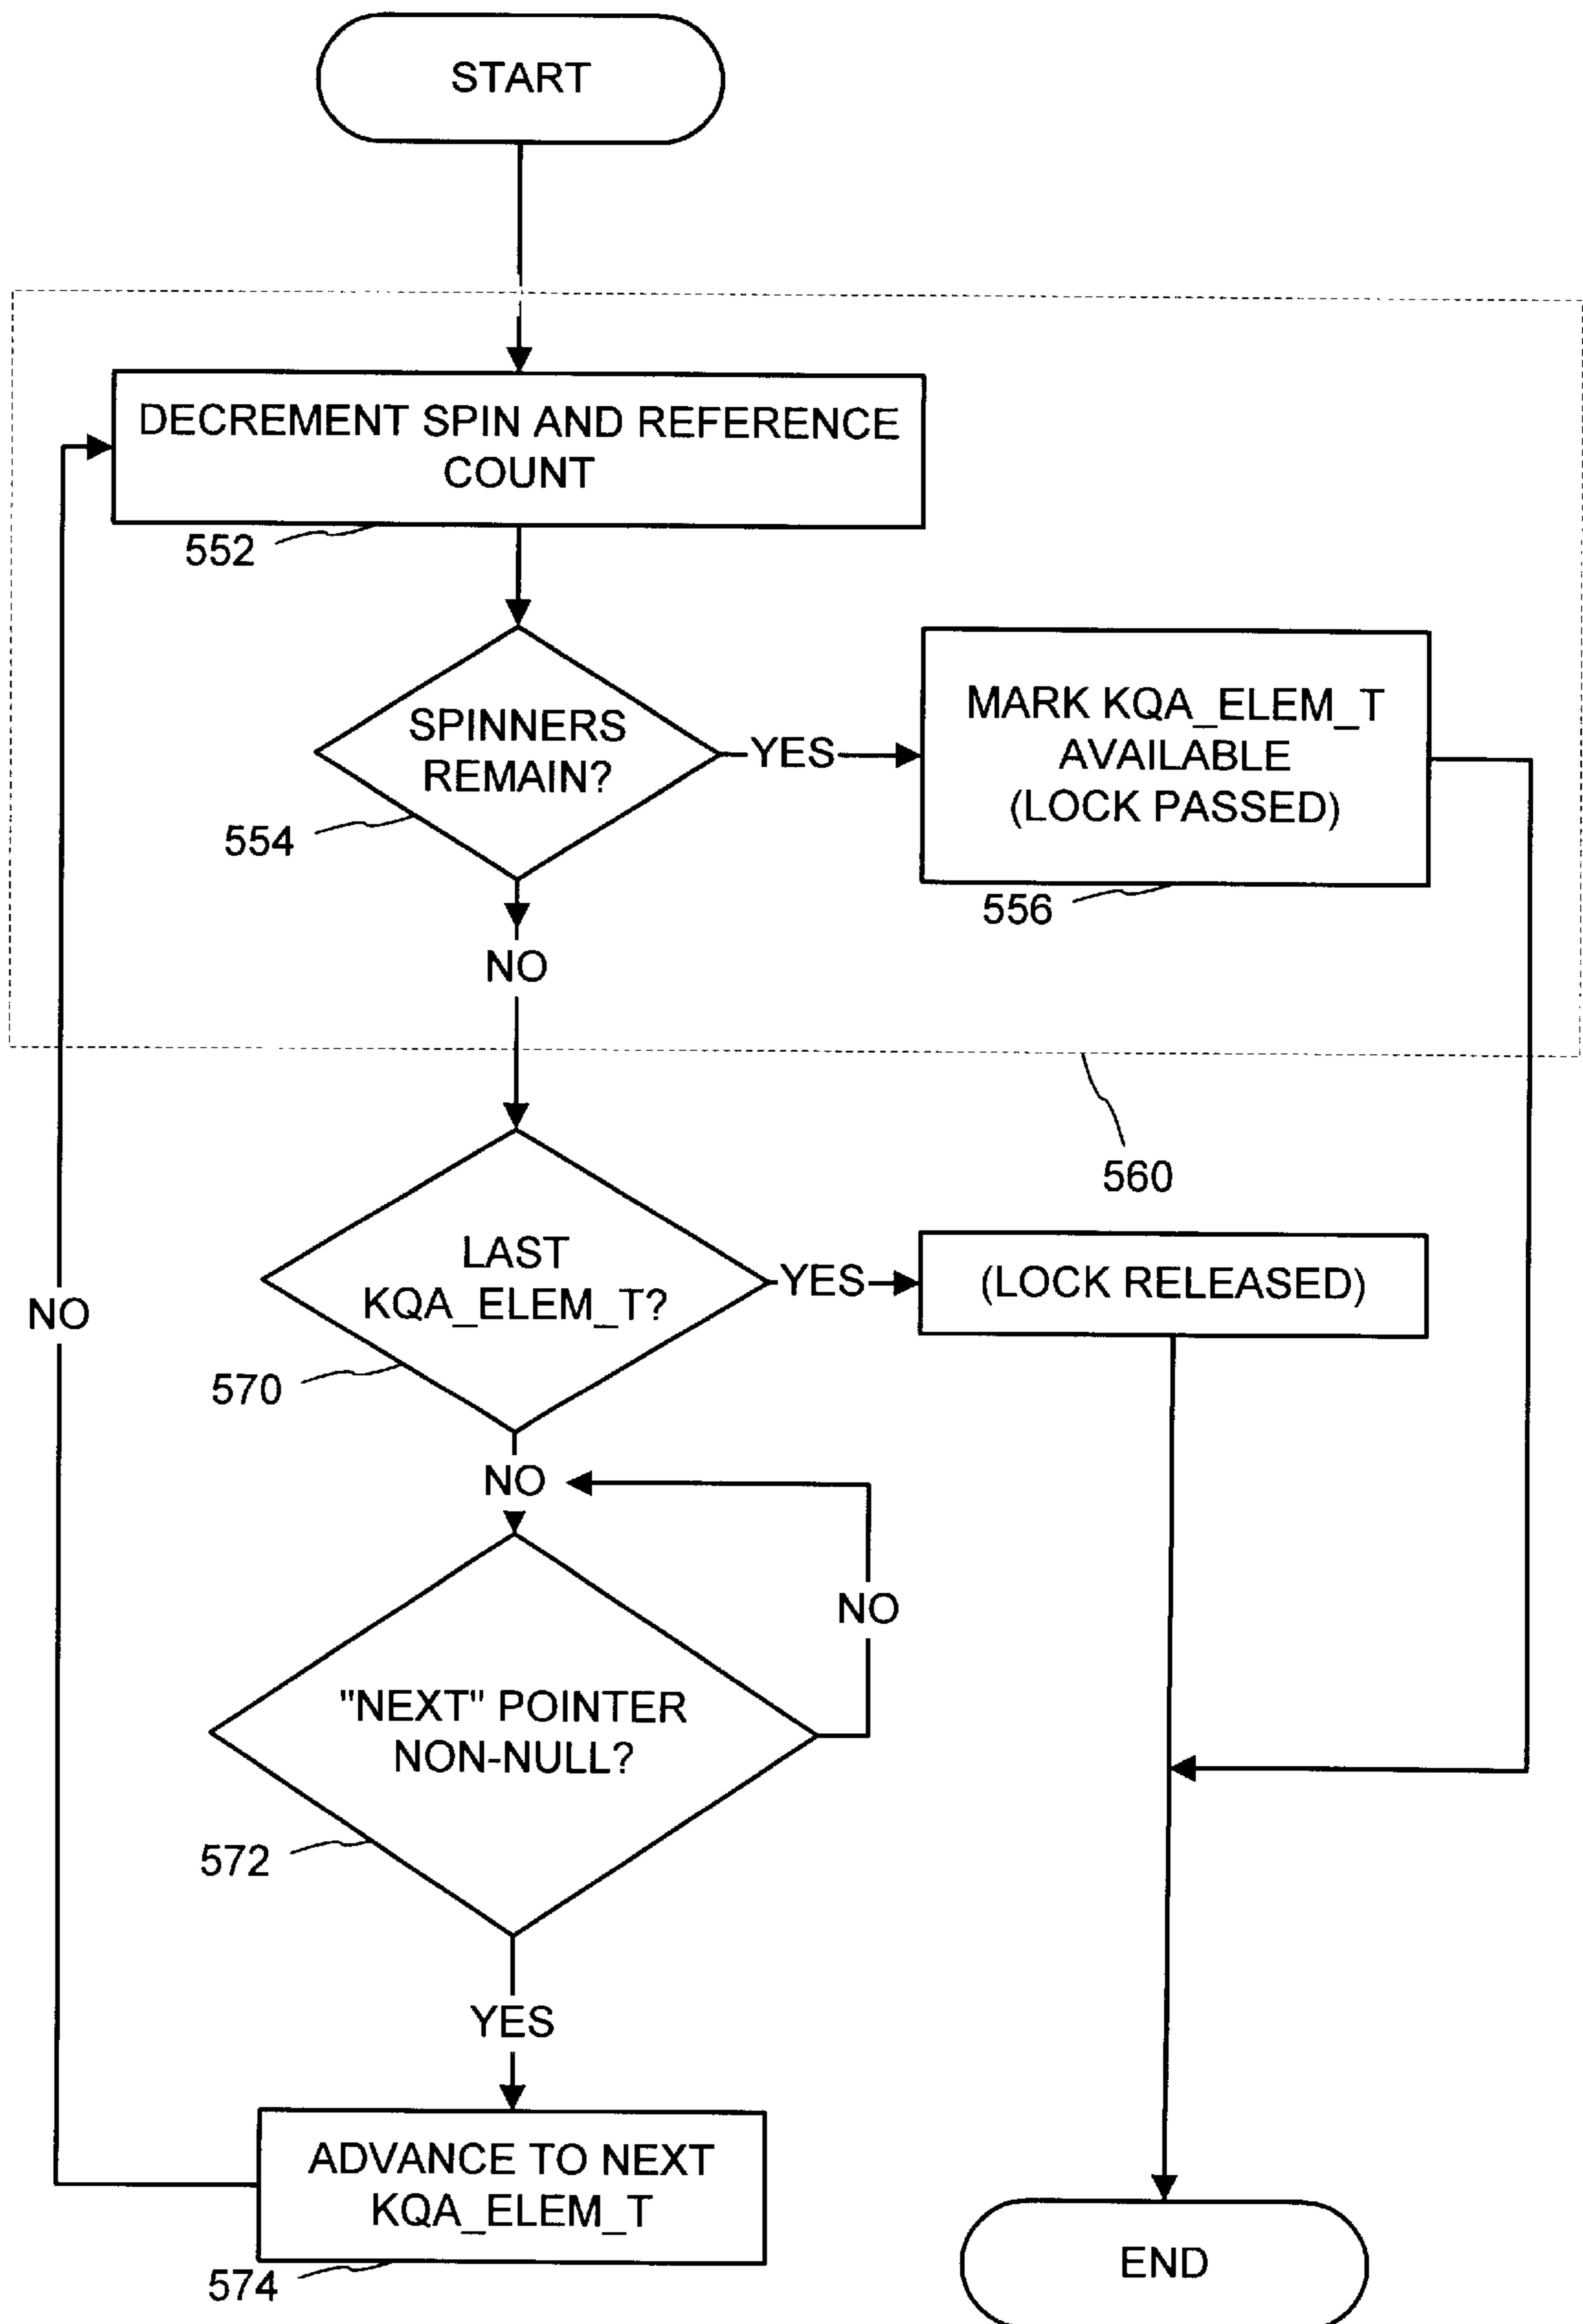 START
DECREMENT SPIN AND REFERENCE
COUNT
552
SPINNERS
REMAIN?
YES
554
MARK KQA_ELEM_T
AVAILABLE
(LOCK PASSED)
556
NO
560
LAST
KQA_ELEM_T?
YES
(LOCK RELEASED)
NO
570
NO
NO
"NEXT" POINTER
NON-NULL?
572
YES
ADVANCE TO NEXT
KQA_ELEM_T
574
END